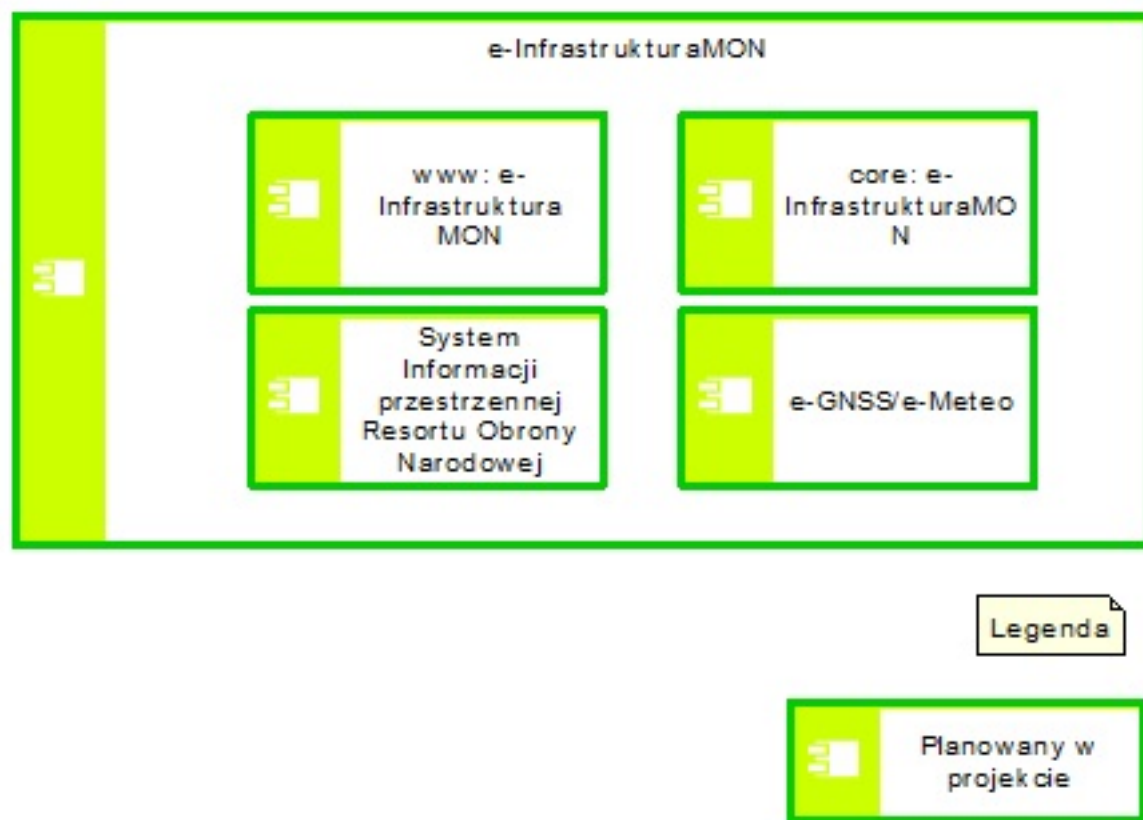 e-InfrastrukturaMON
www: e-
Infrastruktura
MON
core: e-
InfrastrukturaMO
N
System
Informacji
przestrzennej
Resortu Obrony
Narodowej
e-GNSS/e-Meteo
Legenda
Planowany w
projekcie